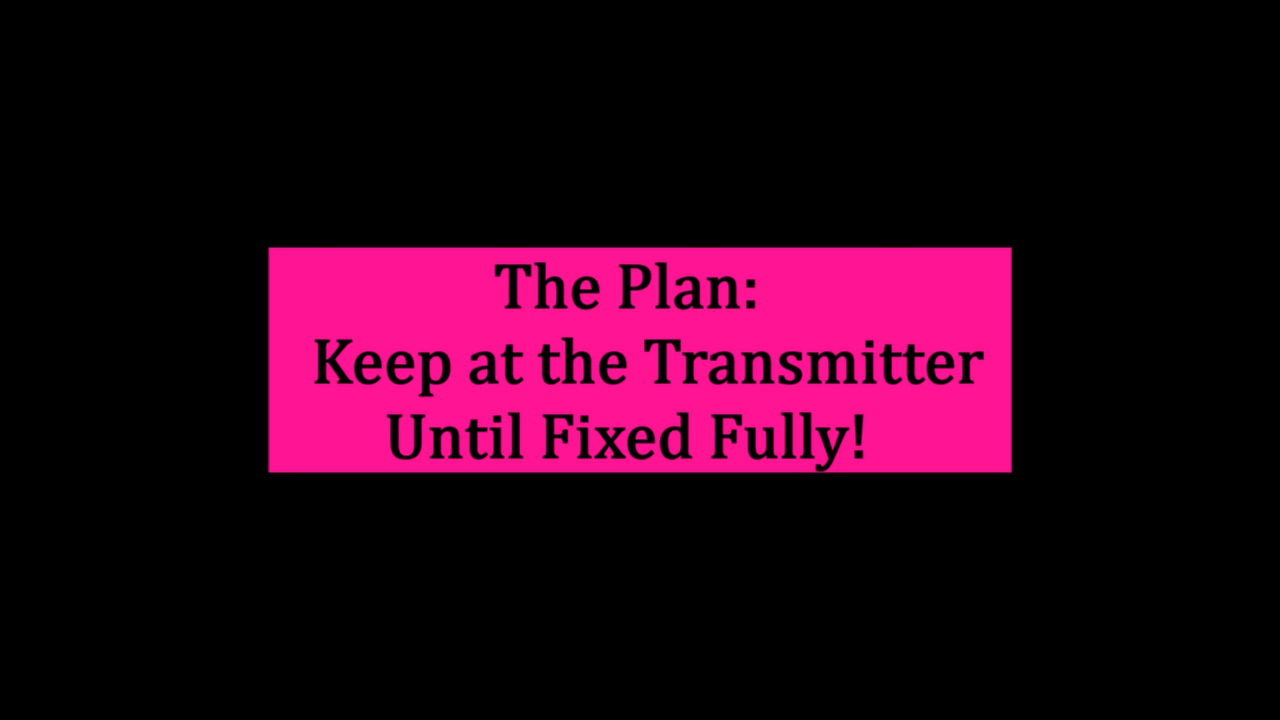 The Plan:
Keep at the Transmitter
Until Fixed Fully!